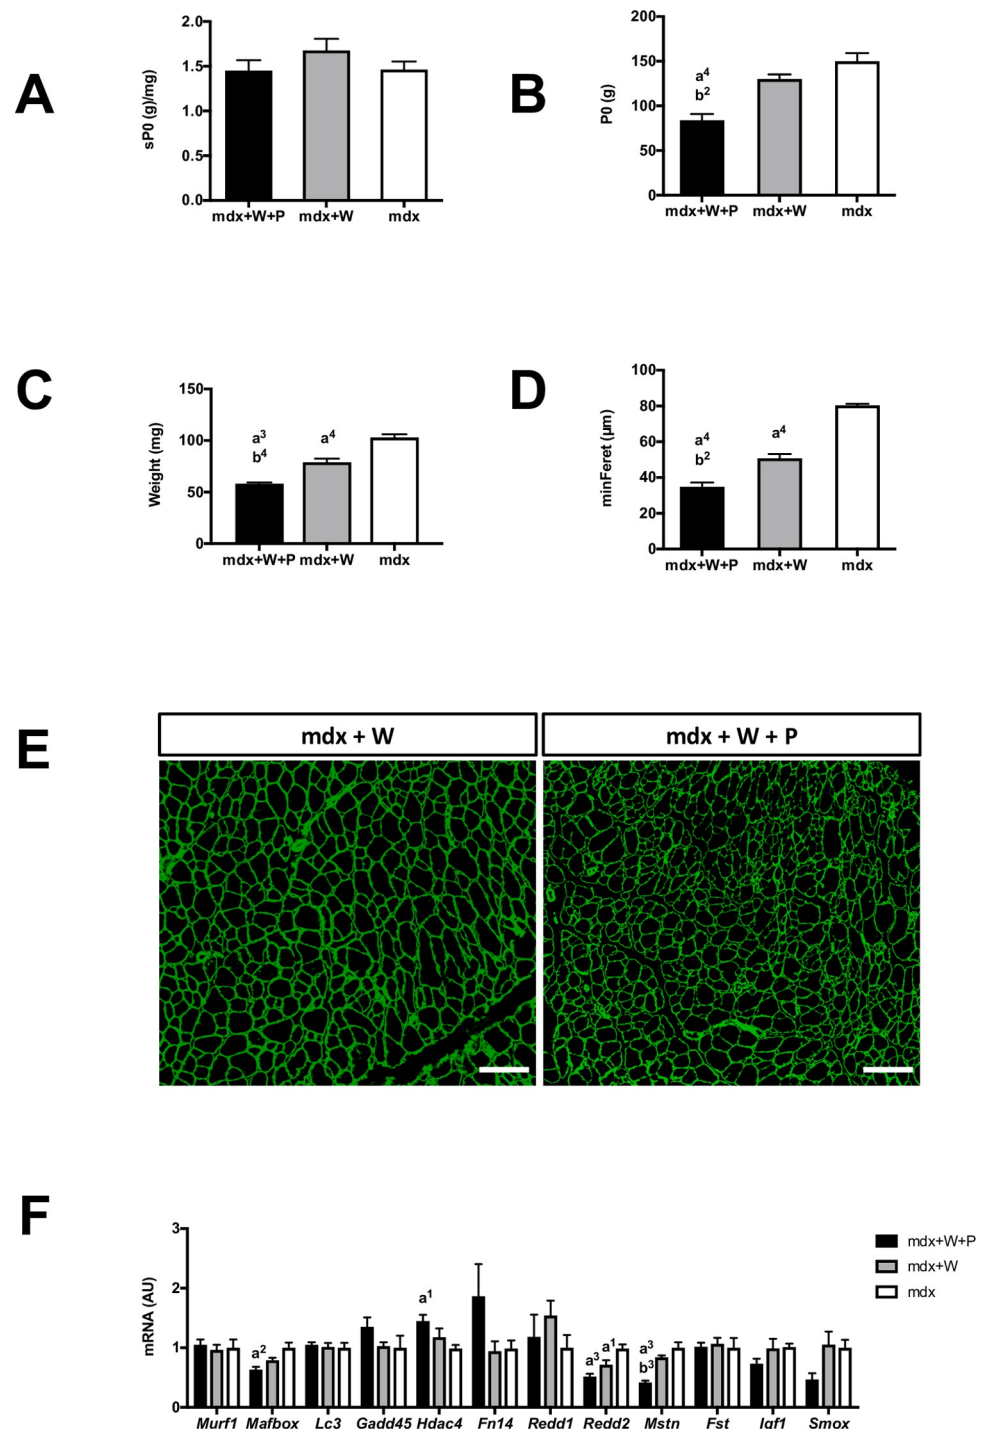 A
2.0
1.5
1.0
0.5
0.0
sP0 (g)/mg
mdx+W+P mdx+W mdx
B
200
150
100
50
0
P0 (g)
a4
b2
mdx+W+P mdx+W mdx
C
150
100
50
0
Weight (mg)
a3
b4
a4
mdx+W+P mdx+W mdx
D
100
80
60
40
20
0
minFeret (μm)
a4
b2
a4
mdx+W+P mdx+W mdx
E
mdx + W
mdx + W + P
F
3
2
1
0
mRNA (AU)
a2
a1
a3
a1
a3
b3
mdx+W+P
mdx+W
mdx
Murf1 Mafbox Lc3 Gadd45 Hdac4 Fn14 Redd1 Redd2 Mstn Fst Igf1 Smox